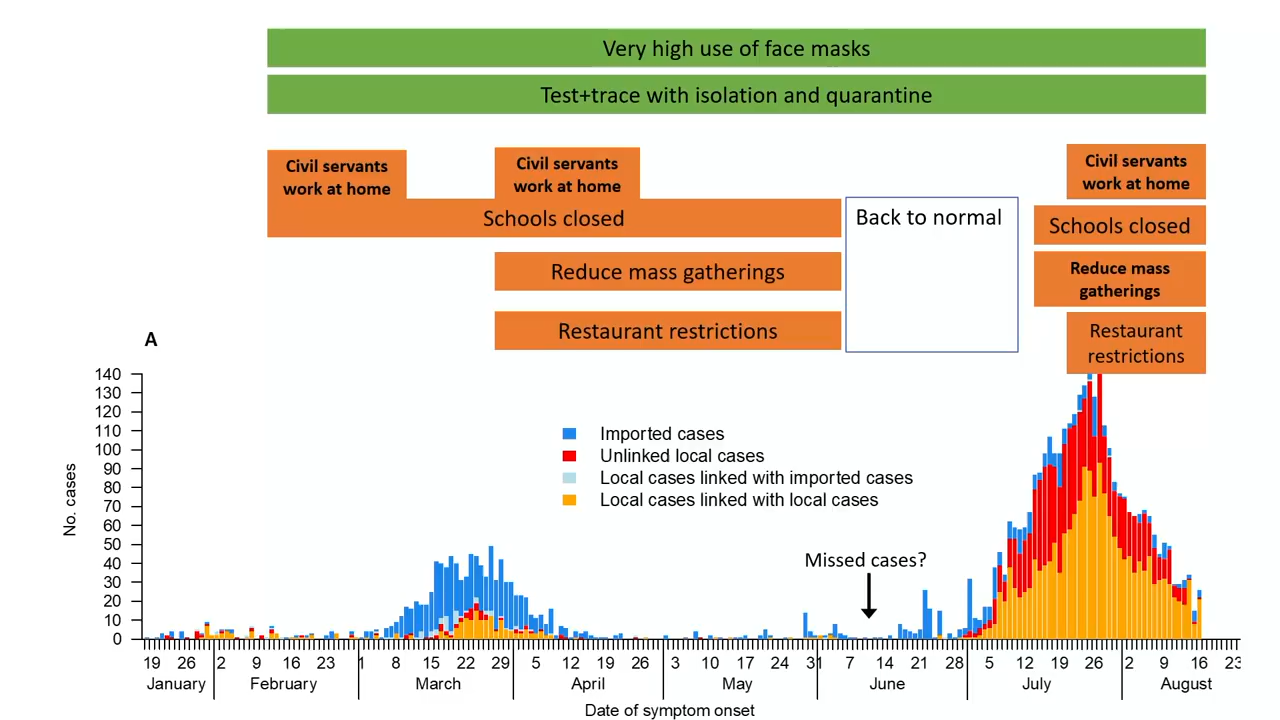 Very high use of face masks
Test+trace with isolation and quarantine
Civil servants
work at home
Civil servants
work at home
Civil servants
work at home
Schools closed
Back to normal
Schools closed
Reduce mass gatherings
Reduce mass
gatherings
Restaurant restrictions
Restaurant
restrictions
A
140
130
120
110
100
90
80
70
60
50
40
30
20
10
0
No. cases
Imported cases
Unlinked local cases
Local cases linked with imported cases
Local cases linked with local cases
Missed cases?
19 26 2 9 16 23 1 8 15 22 29 5 12 19 26 3 10 17 24 31 7 14 21 28 5 12 19 26 2 9 16 23
January February March April May June July August
Date of symptom onset